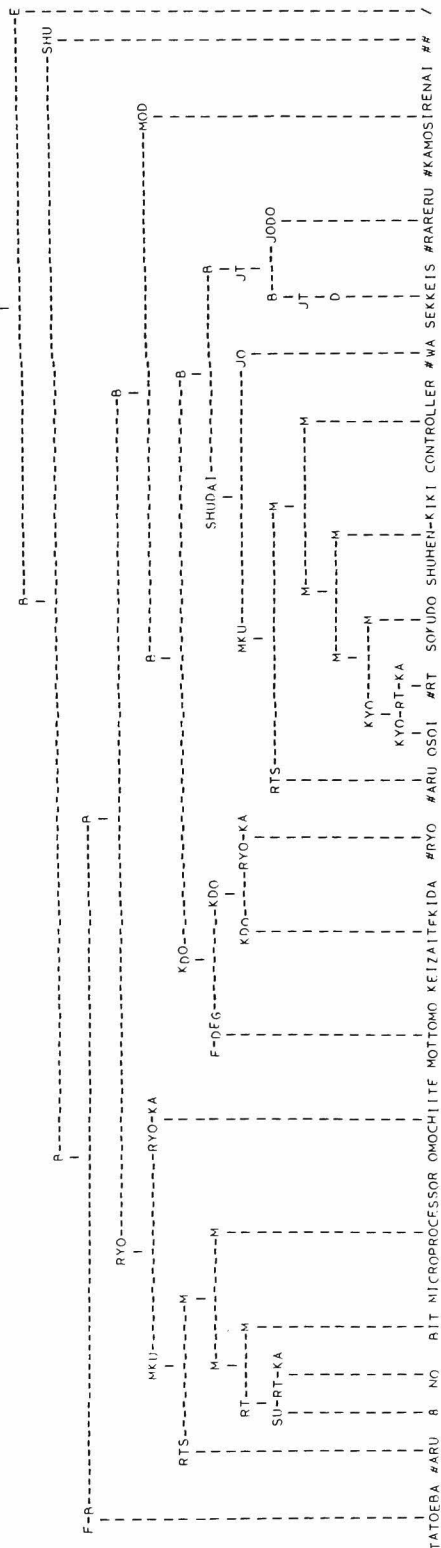 B E
B SHU
F-B B
RYO B
MKU RYO-KA B MOD
RTS M KDO B
M M F-DEG KDO SHUDAI B
RT M KDO RYO-KA MKU JO JT
SU-RT-KA RTS M B JODO
M M JT
M M D
KYO M
KYO-RT-KA
TATOEBA #ARU 8 NO BIT MICROPROCESSOR OMOCHIITE MOTTOMO KEIZAITEKIDA #RYO #ARU OSOI #RT SOKUDO SHUHEN-KIKI CONTROLLER #WA SEKKEIS #RARERU #KAMOSIRENAI ## /